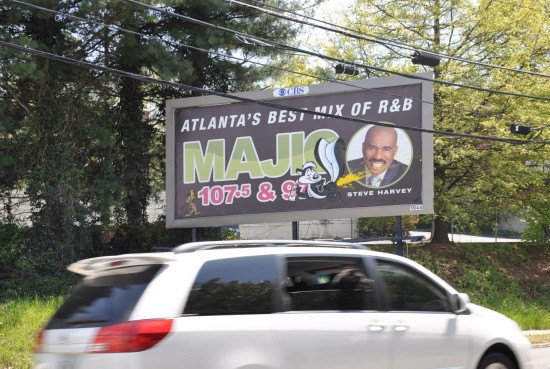 CBS
ATLANTA'S BEST MIX OF R&B
MAJIC
107.5 & 97
STEVE HARVEY